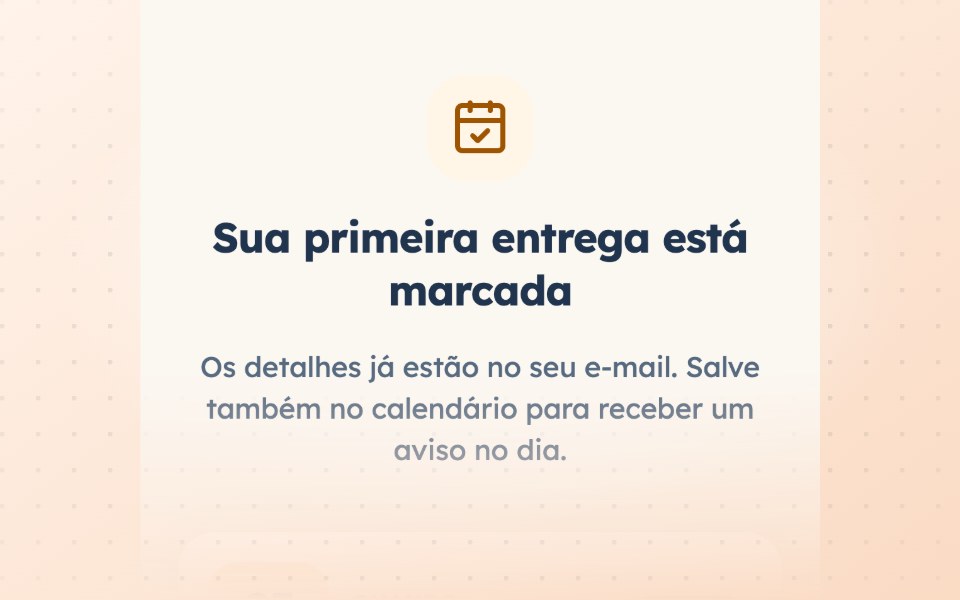 Sua primeira entrega está
marcada
Os detalhes já estão no seu e-mail. Salve
também no calendário para receber um
aviso no dia.